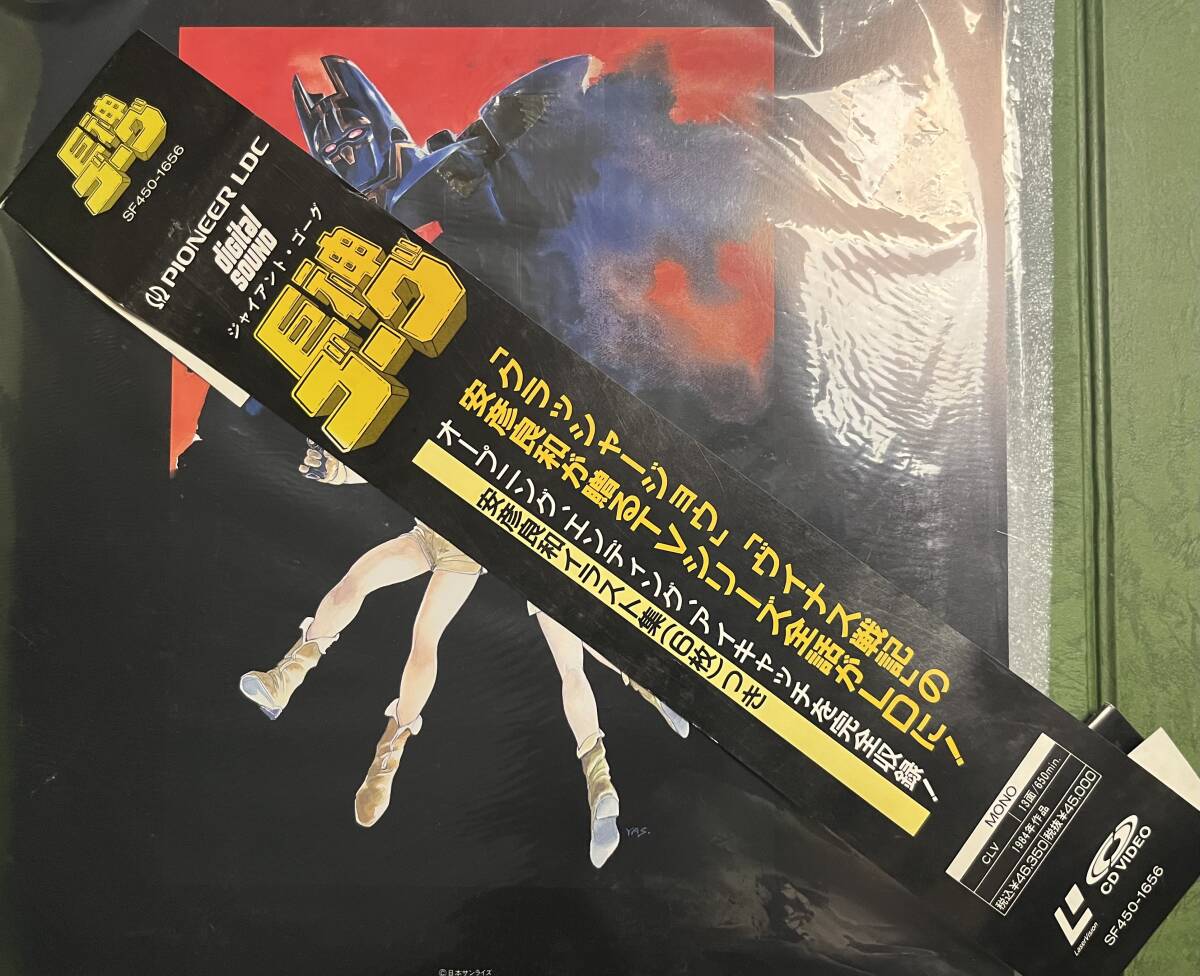 巨神
ゴーグ
SF450-1656
PIONEER LDC
digital
SOUND
ジャイアント・ゴーグ
巨神
ゴーグ
「クラッシャージョウ」「ヴイナス戦記」の
安彦良和が贈るTVシリーズ全話がLDに!
オープニング、エンディング、アイキャッチを完全収録!
安彦良和イラスト集(6枚)つき
MONO
CLV
13面/650min.
1984年作品
税込¥46,350(税抜¥45,000)
LaserVision
CD VIDEO
SF450-1656
YAS.
©日本サンライズ